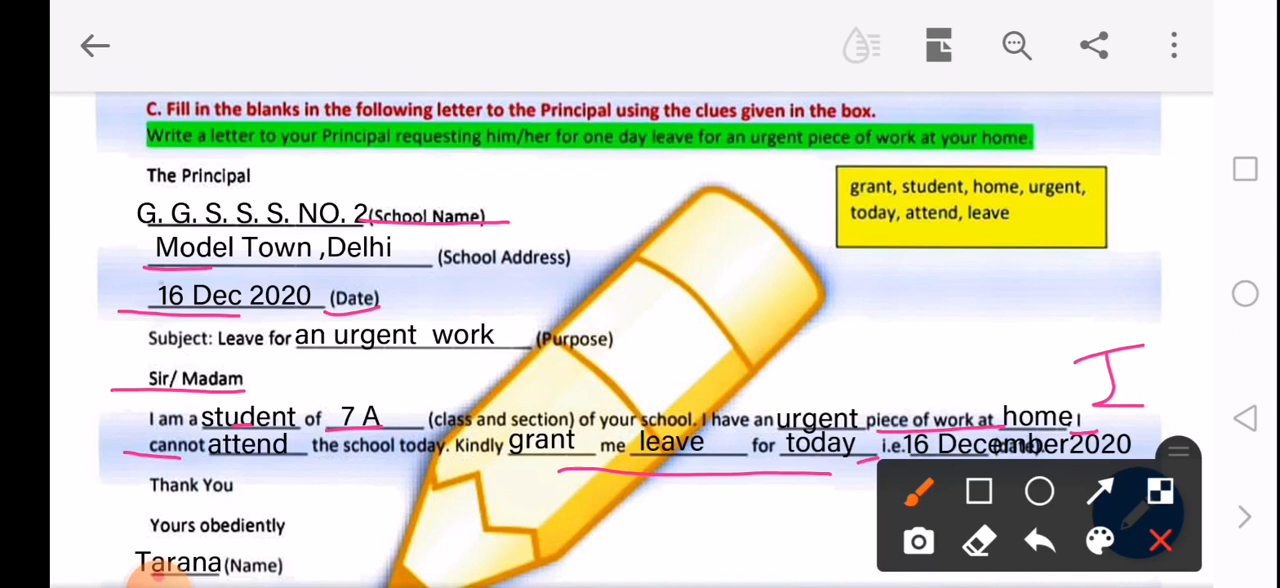 C. Fill in the blanks in the following letter to the Principal using the clues given in the box.
Write a letter to your Principal requesting him/her for one day leave for an urgent piece of work at your home.
The Principal
grant, student, home, urgent,
today, attend, leave
G. G. S. S. S. NO. 2(School Name)
Model Town ,Delhi (School Address)
16 Dec 2020 (Date)
Subject: Leave for an urgent work (Purpose)
I
Sir/ Madam
I am a student of 7 A (class and section) of your school. I have an urgent piece of work at home I
cannot attend the school today. Kindly grant me leave for today i.e. 16 December2020 (date).
Thank You
Yours obediently
Tarana (Name)